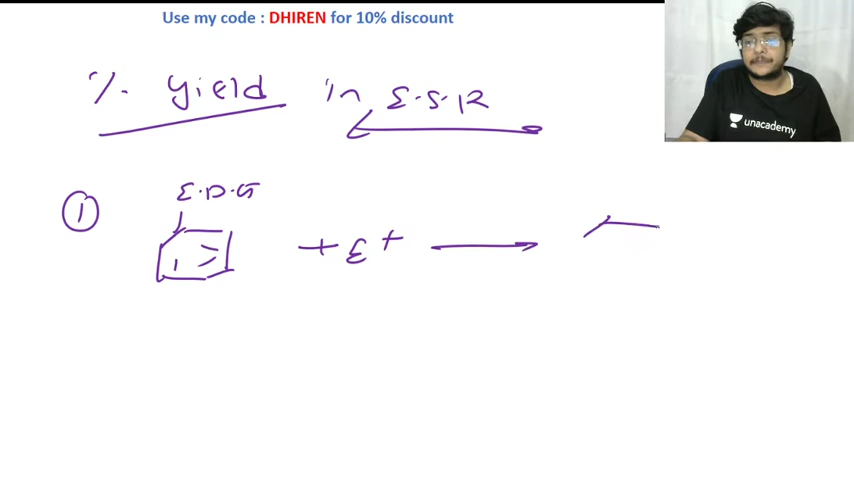 Use my code : DHIREN for 10% discount
% Yield in E.S.R
unacademy
E.D.G
① + E+